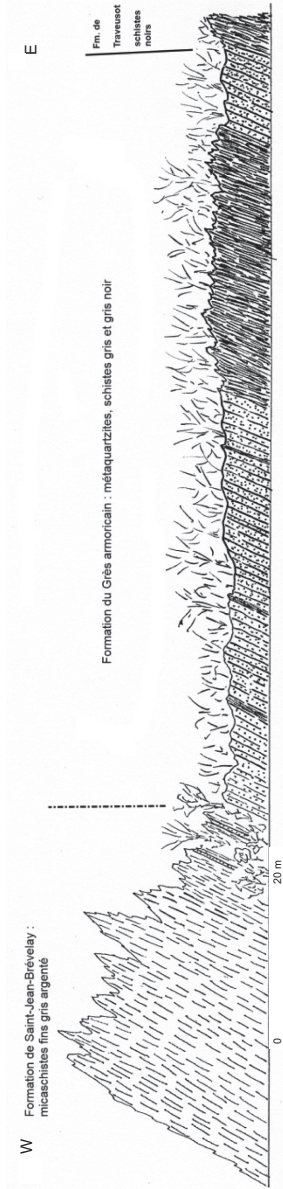 W
Formation de Saint-Jean-Brévelay :
micaschistes fins gris argenté
Formation du Grès armoricain : métaquartzites, schistes gris et gris noir
Fm. de
Traveusot
schistes
noirs
E
0
20 m